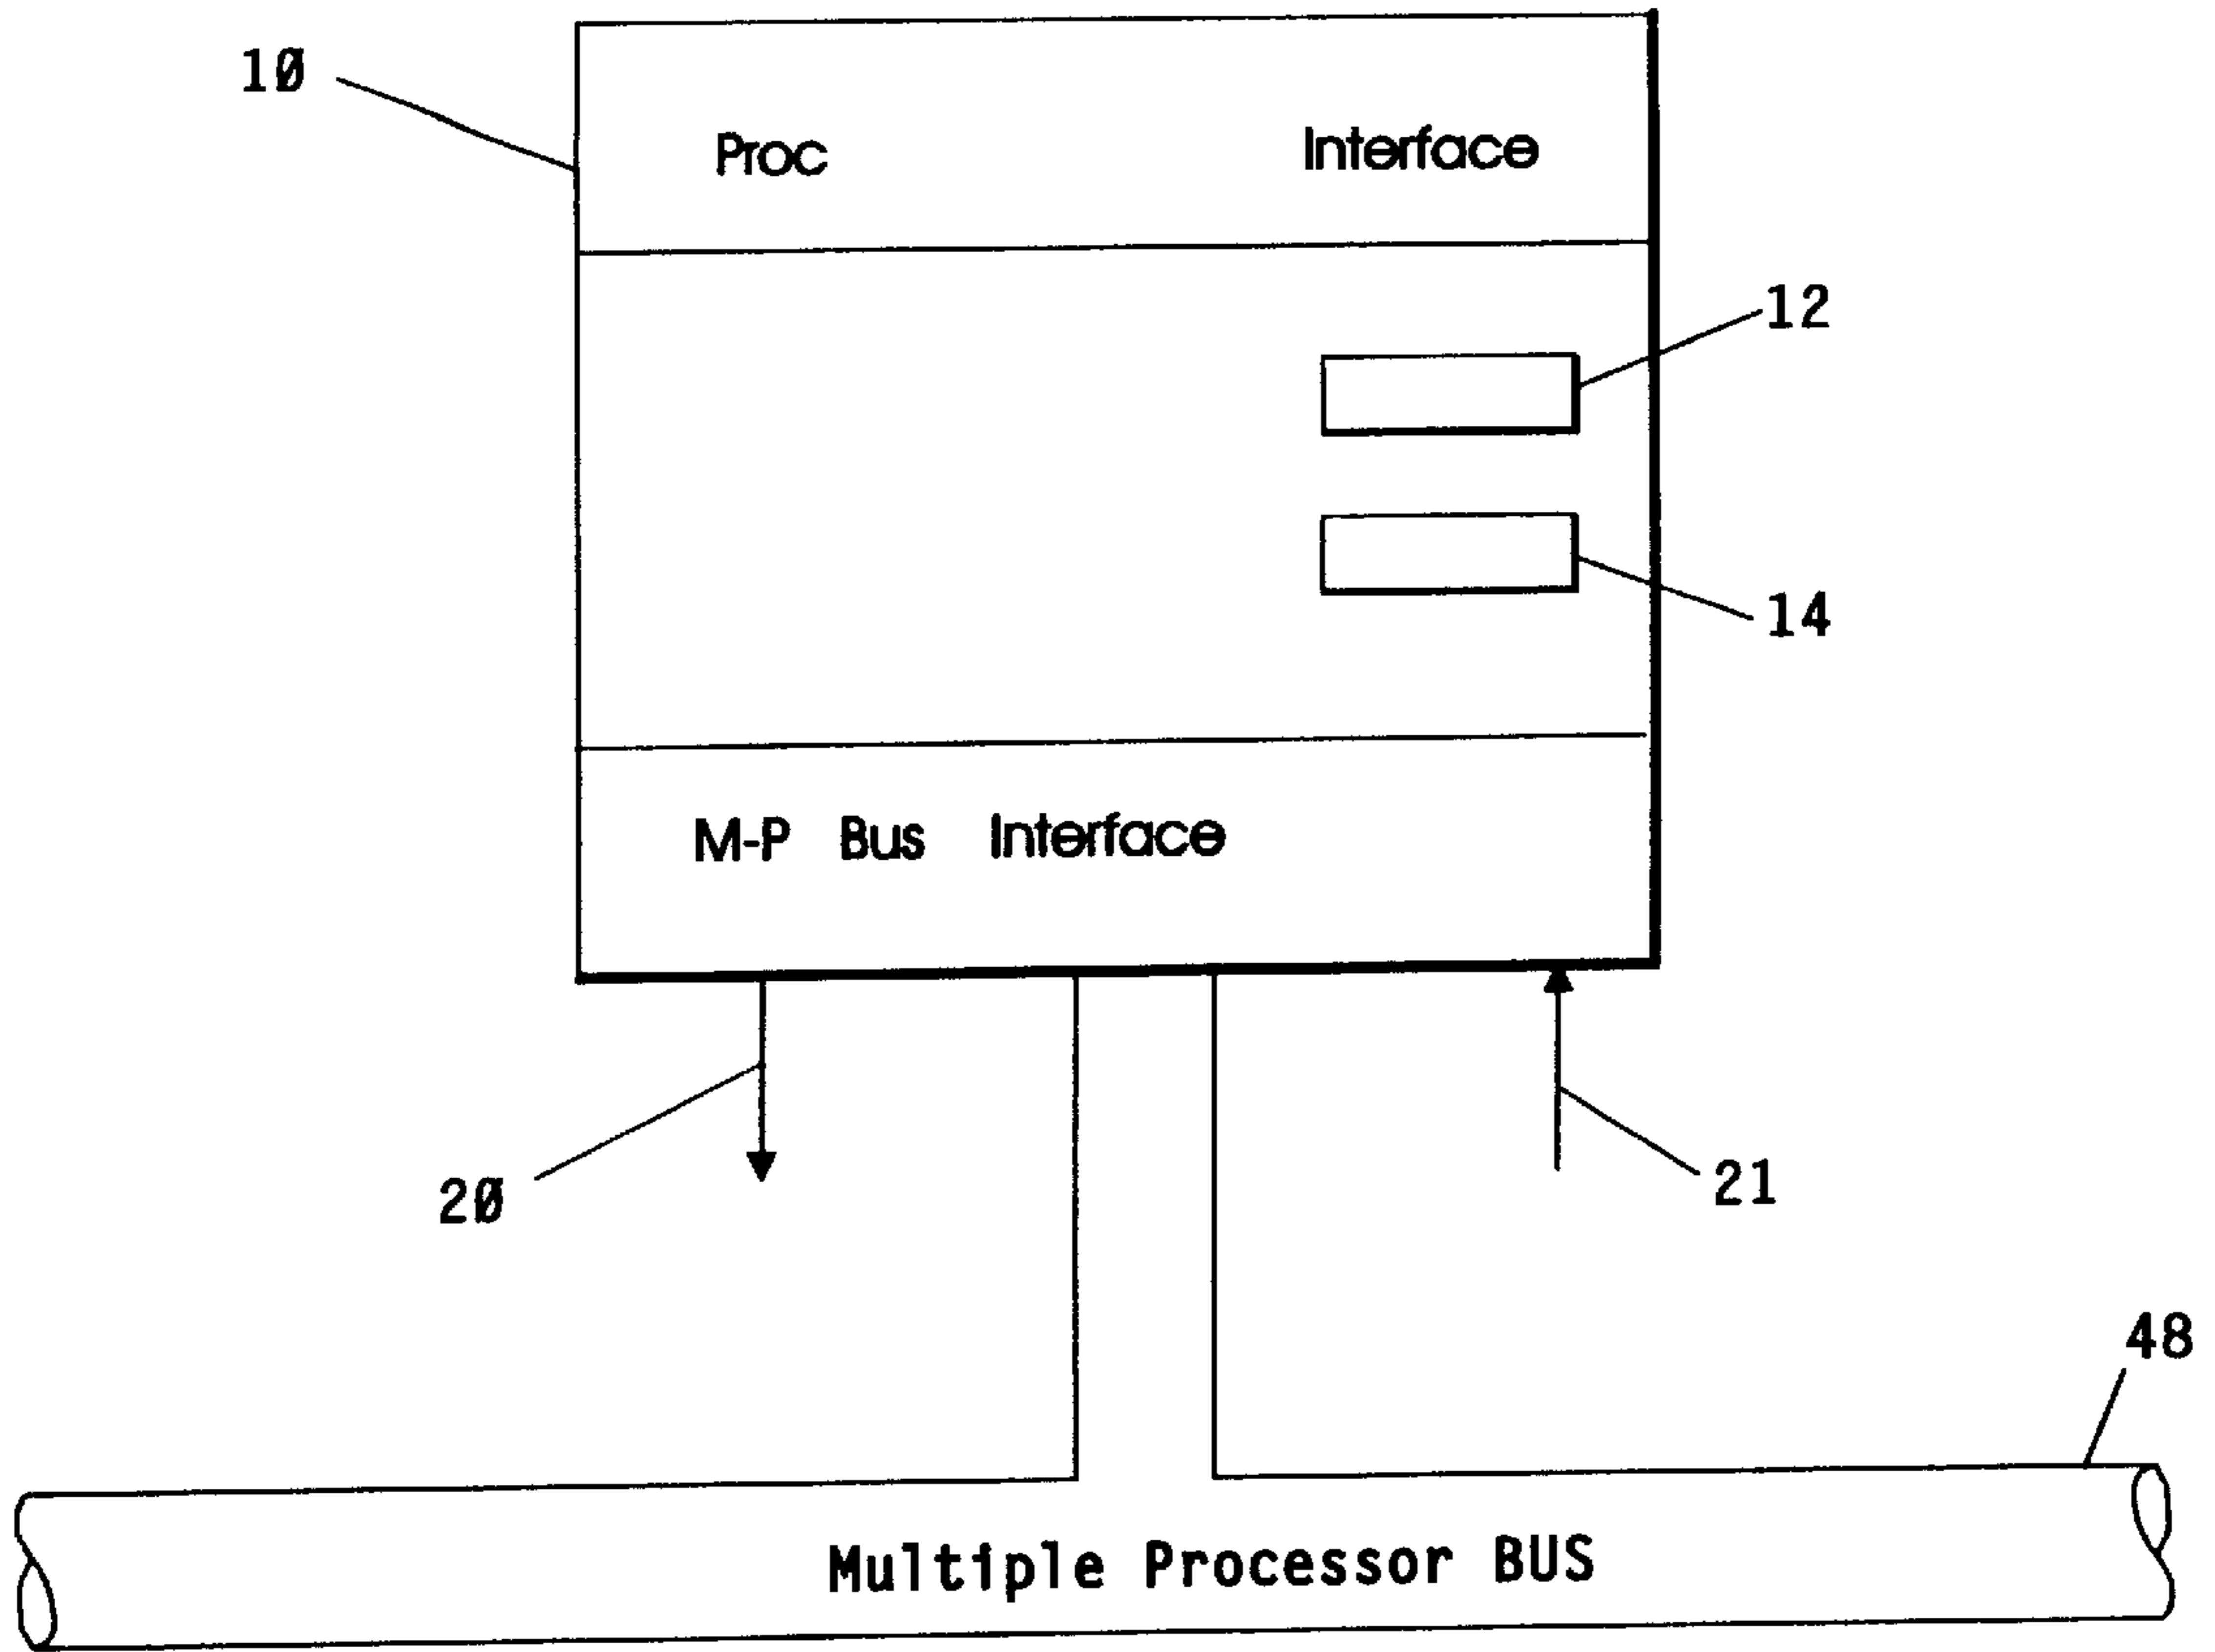 10
Proc Interface
12
14
M-P Bus Interface
20
21
48
Multiple Processor BUS